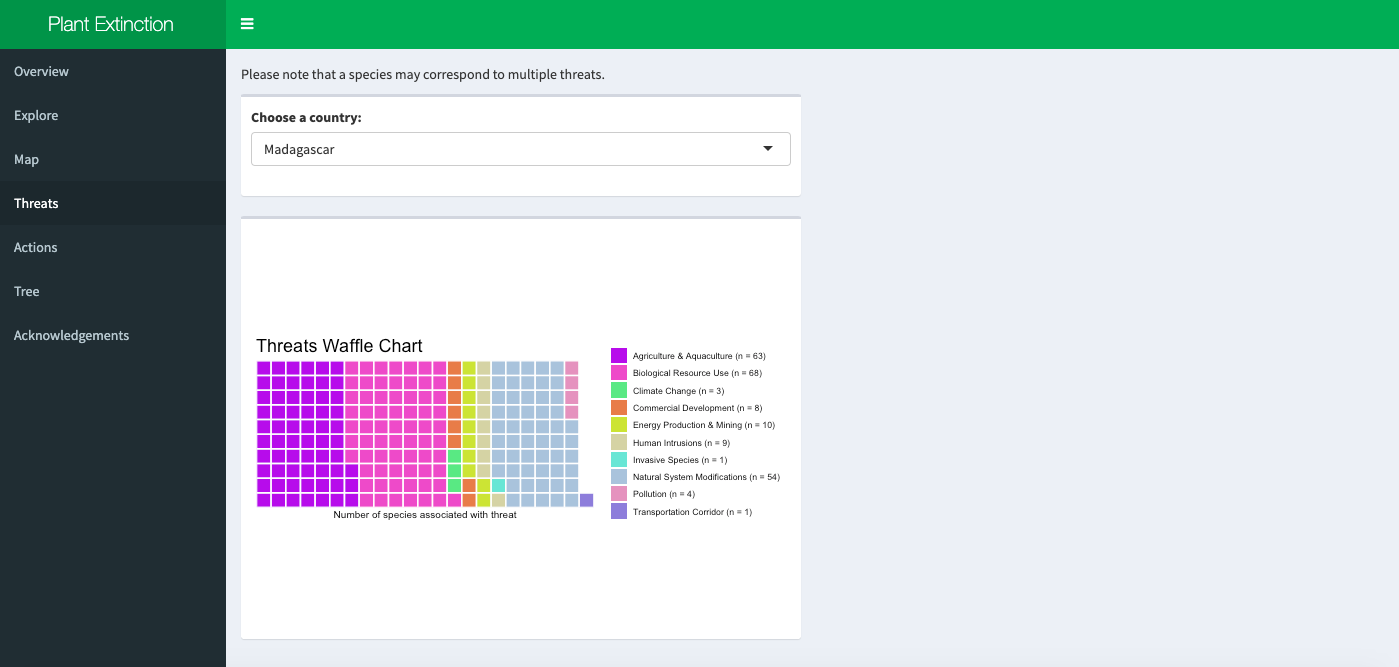 Plant Extinction
Overview
Explore
Map
Threats
Actions
Tree
Acknowledgements
Please note that a species may correspond to multiple threats.
Choose a country:
Madagascar
Threats Waffle Chart
Number of species associated with threat
Agriculture & Aquaculture (n = 63)
Biological Resource Use (n = 68)
Climate Change (n = 3)
Commercial Development (n = 8)
Energy Production & Mining (n = 10)
Human Intrusions (n = 9)
Invasive Species (n = 1)
Natural System Modifications (n = 54)
Pollution (n = 4)
Transportation Corridor (n = 1)